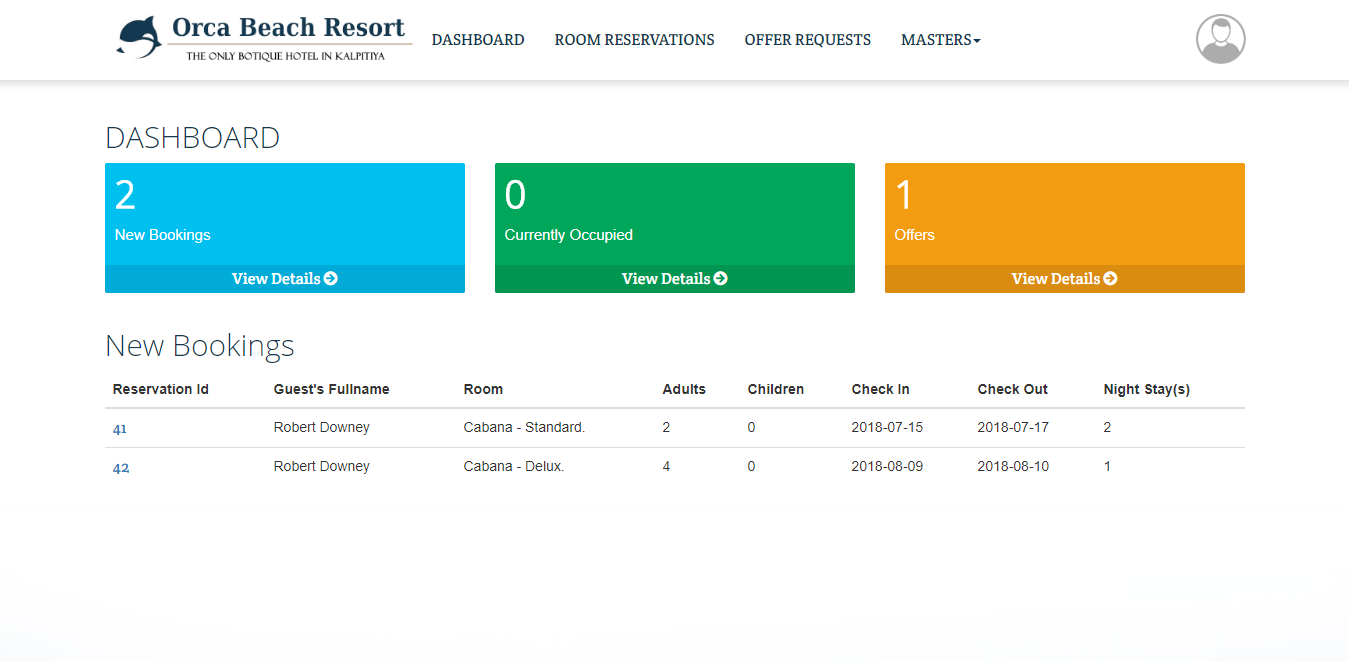 Orca Beach Resort
THE ONLY BOTIQUE HOTEL IN KALPITIYA
DASHBOARD ROOM RESERVATIONS OFFER REQUESTS MASTERS
DASHBOARD
2 0 1
New Bookings Currently Occupied Offers
View Details View Details View Details
New Bookings
Reservation Id Guest's Fullname Room Adults Children Check In Check Out Night Stay(s)
41 Robert Downey Cabana - Standard. 2 0 2018-07-15 2018-07-17 2
42 Robert Downey Cabana - Delux. 4 0 2018-08-09 2018-08-10 1